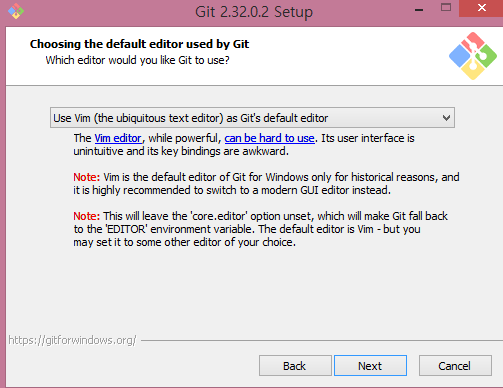 Git 2.32.0.2 Setup
Choosing the default editor used by Git
Which editor would you like Git to use?
Use Vim (the ubiquitous text editor) as Git's default editor
The Vim editor, while powerful, can be hard to use. Its user interface is
unintuitive and its key bindings are awkward.
Note: Vim is the default editor of Git for Windows only for historical reasons, and
it is highly recommended to switch to a modern GUI editor instead.
Note: This will leave the 'core.editor' option unset, which will make Git fall back
to the 'EDITOR' environment variable. The default editor is Vim - but you
may set it to some other editor of your choice.
https://gitforwindows.org/
Back
Next
Cancel